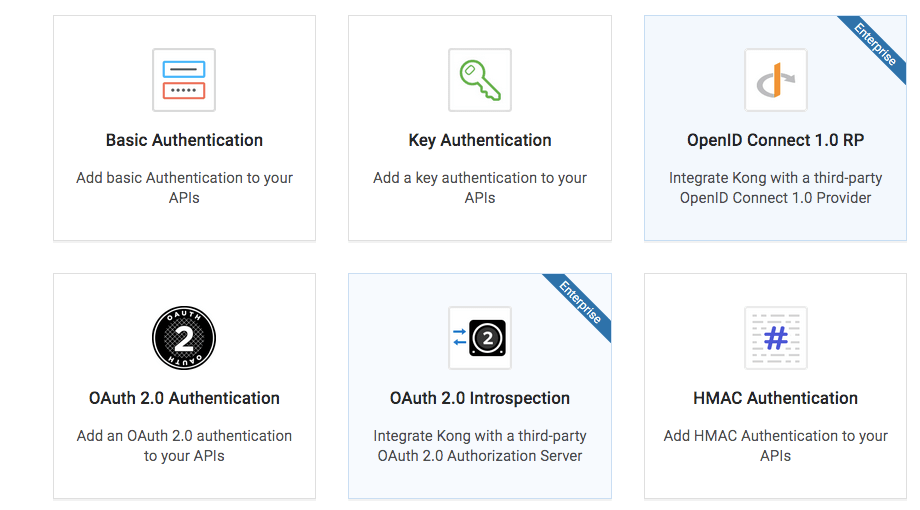 Basic Authentication
Add basic Authentication to your
APIs
Key Authentication
Add a key authentication to your
APIs
Enterprise
OpenID Connect 1.0 RP
Integrate Kong with a third-party
OpenID Connect 1.0 Provider
OAUTH
2
OAUTH
OAuth 2.0 Authentication
Add an OAuth 2.0 authentication
to your APIs
Enterprise
2
OAuth 2.0 Introspection
Integrate Kong with a third-party
OAuth 2.0 Authorization Server
#
HMAC Authentication
Add HMAC Authentication to your
APIs